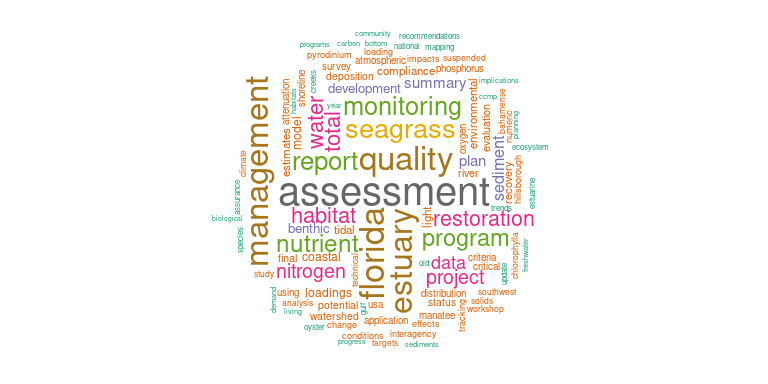 community
recommendations
programs carbon bottom national mapping
pyrodinium loading atmospheric impacts suspended
survey deposition compliance phosphorus
development summary implications
management creeks shoreline habitats attenuation year monitoring environmental ccmp
water total seagrass oxygen evaluation bahamense numeric planning
model estimates report quality plan sediment ecosystem
climate river recovery hillsborough
assessment
assurance trends estuarine
biological habitat florida estuary light restoration
benthic tidal
species nutrient program chlorophylla freshwater
final coastal technical old data criteria
study nitrogen critical update
project
using loadings distribution southwest
demand analysis potential gulf usa status solids
living watershed manatee tracking workshop
oyster change application effects
conditions interagency
progress targets sediments